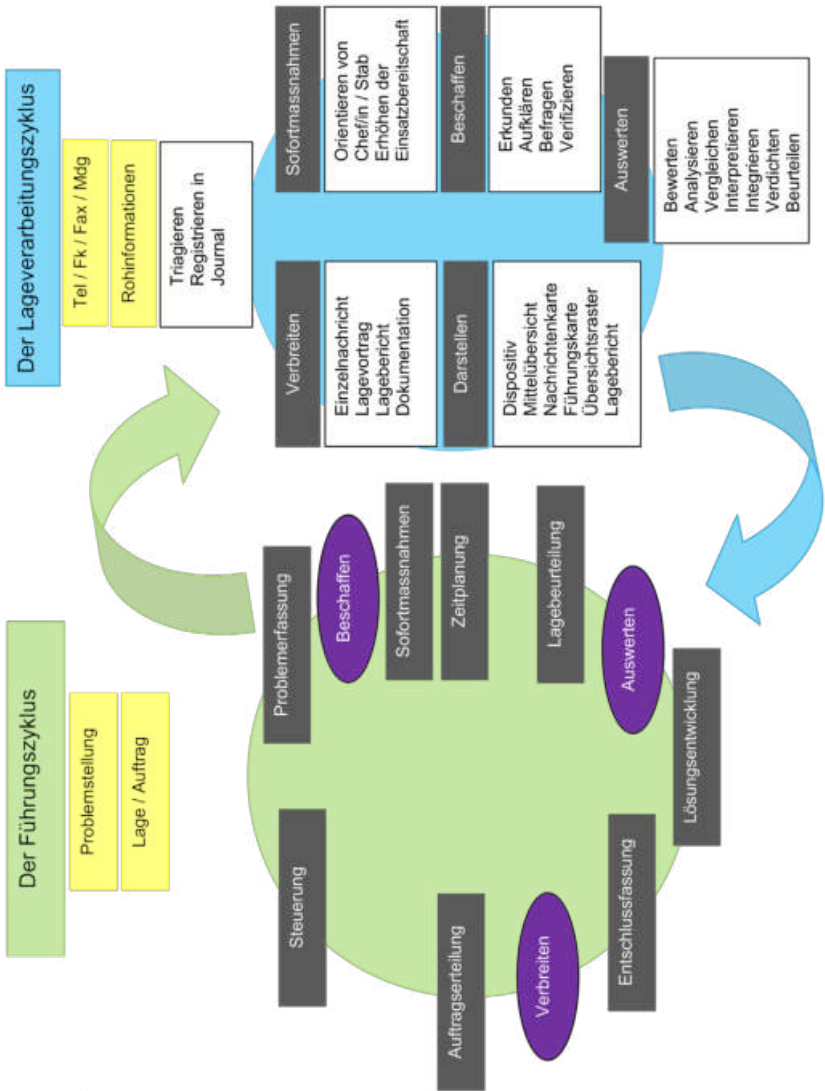 Der Führungszyklus
Problemstellung
Lage / Auftrag
Problemerfassung
Beschaffen
Sofortmassnahmen
Zeitplanung
Lagebeurteilung
Auswerten
Lösungsentwicklung
Entschlussfassung
Verbreiten
Auftragserteilung
Steuerung
Der Lageverarbeitungszyklus
Tel / Fk / Fax / Mdg
Rohinformationen
Triagieren
Registrieren in
Journal
Sofortmassnahmen
Orientieren von
Chef/in / Stab
Erhöhen der
Einsatzbereitschaft
Beschaffen
Erkunden
Aufklären
Befragen
Verifizieren
Auswerten
Bewerten
Analysieren
Vergleichen
Interpretieren
Integrieren
Verdichten
Beurteilen
Darstellen
Dispositiv
Mittelübersicht
Nachrichtenkarte
Führungskarte
Übersichtsraster
Lagebericht
Verbreiten
Einzelnachricht
Lagevortrag
Lagebericht
Dokumentation